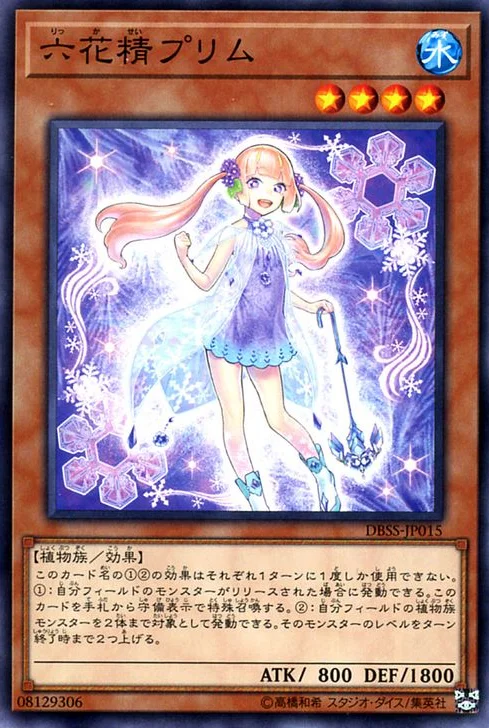 六花精プリム
水
DBSS-JP015
【植物族／効果】
このカード名の①②の効果はそれぞれ1ターンに1度しか使用できない。
①：自分フィールドのモンスターがリリースされた場合に発動できる。この
カードを手札から守備表示で特殊召喚する。②：自分フィールドの植物族
モンスターを2体まで対象として発動できる。そのモンスターのレベルをターン
終了時まで2つ上げる。
ATK/ 800 DEF/1800
08129306
©高橋和希 スタジオ・ダイス/集英社